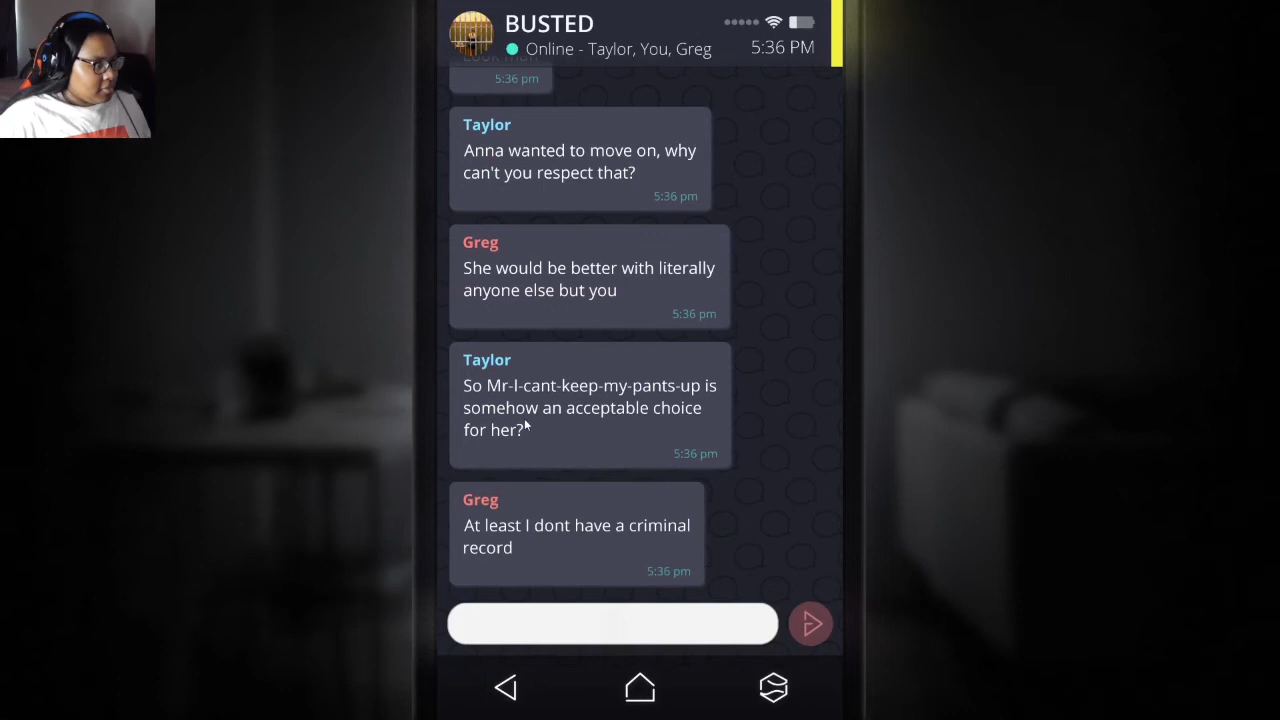 BUSTED
Online - Taylor, You, Greg
5:36 PM
5:36 pm
Taylor
Anna wanted to move on, why
can't you respect that?
5:36 pm
Greg
She would be better with literally
anyone else but you
5:36 pm
Taylor
So Mr-I-cant-keep-my-pants-up is
somehow an acceptable choice
for her?
5:36 pm
Greg
At least I dont have a criminal
record
5:36 pm